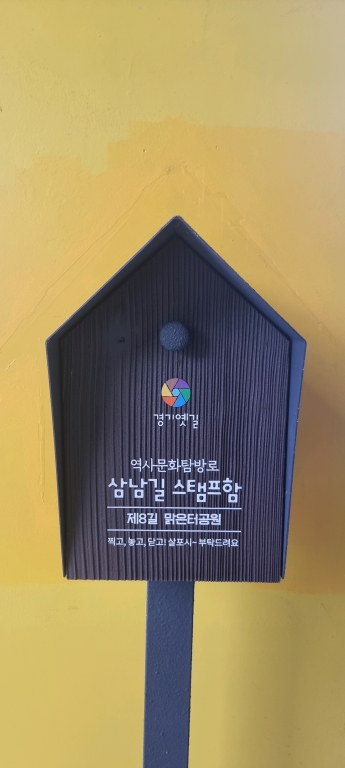 경기옛길
역사문화탐방로
삼남길 스탬프함
제8길 맑은터공원
찍고, 놓고, 닫고! 살포시~ 부탁드려요